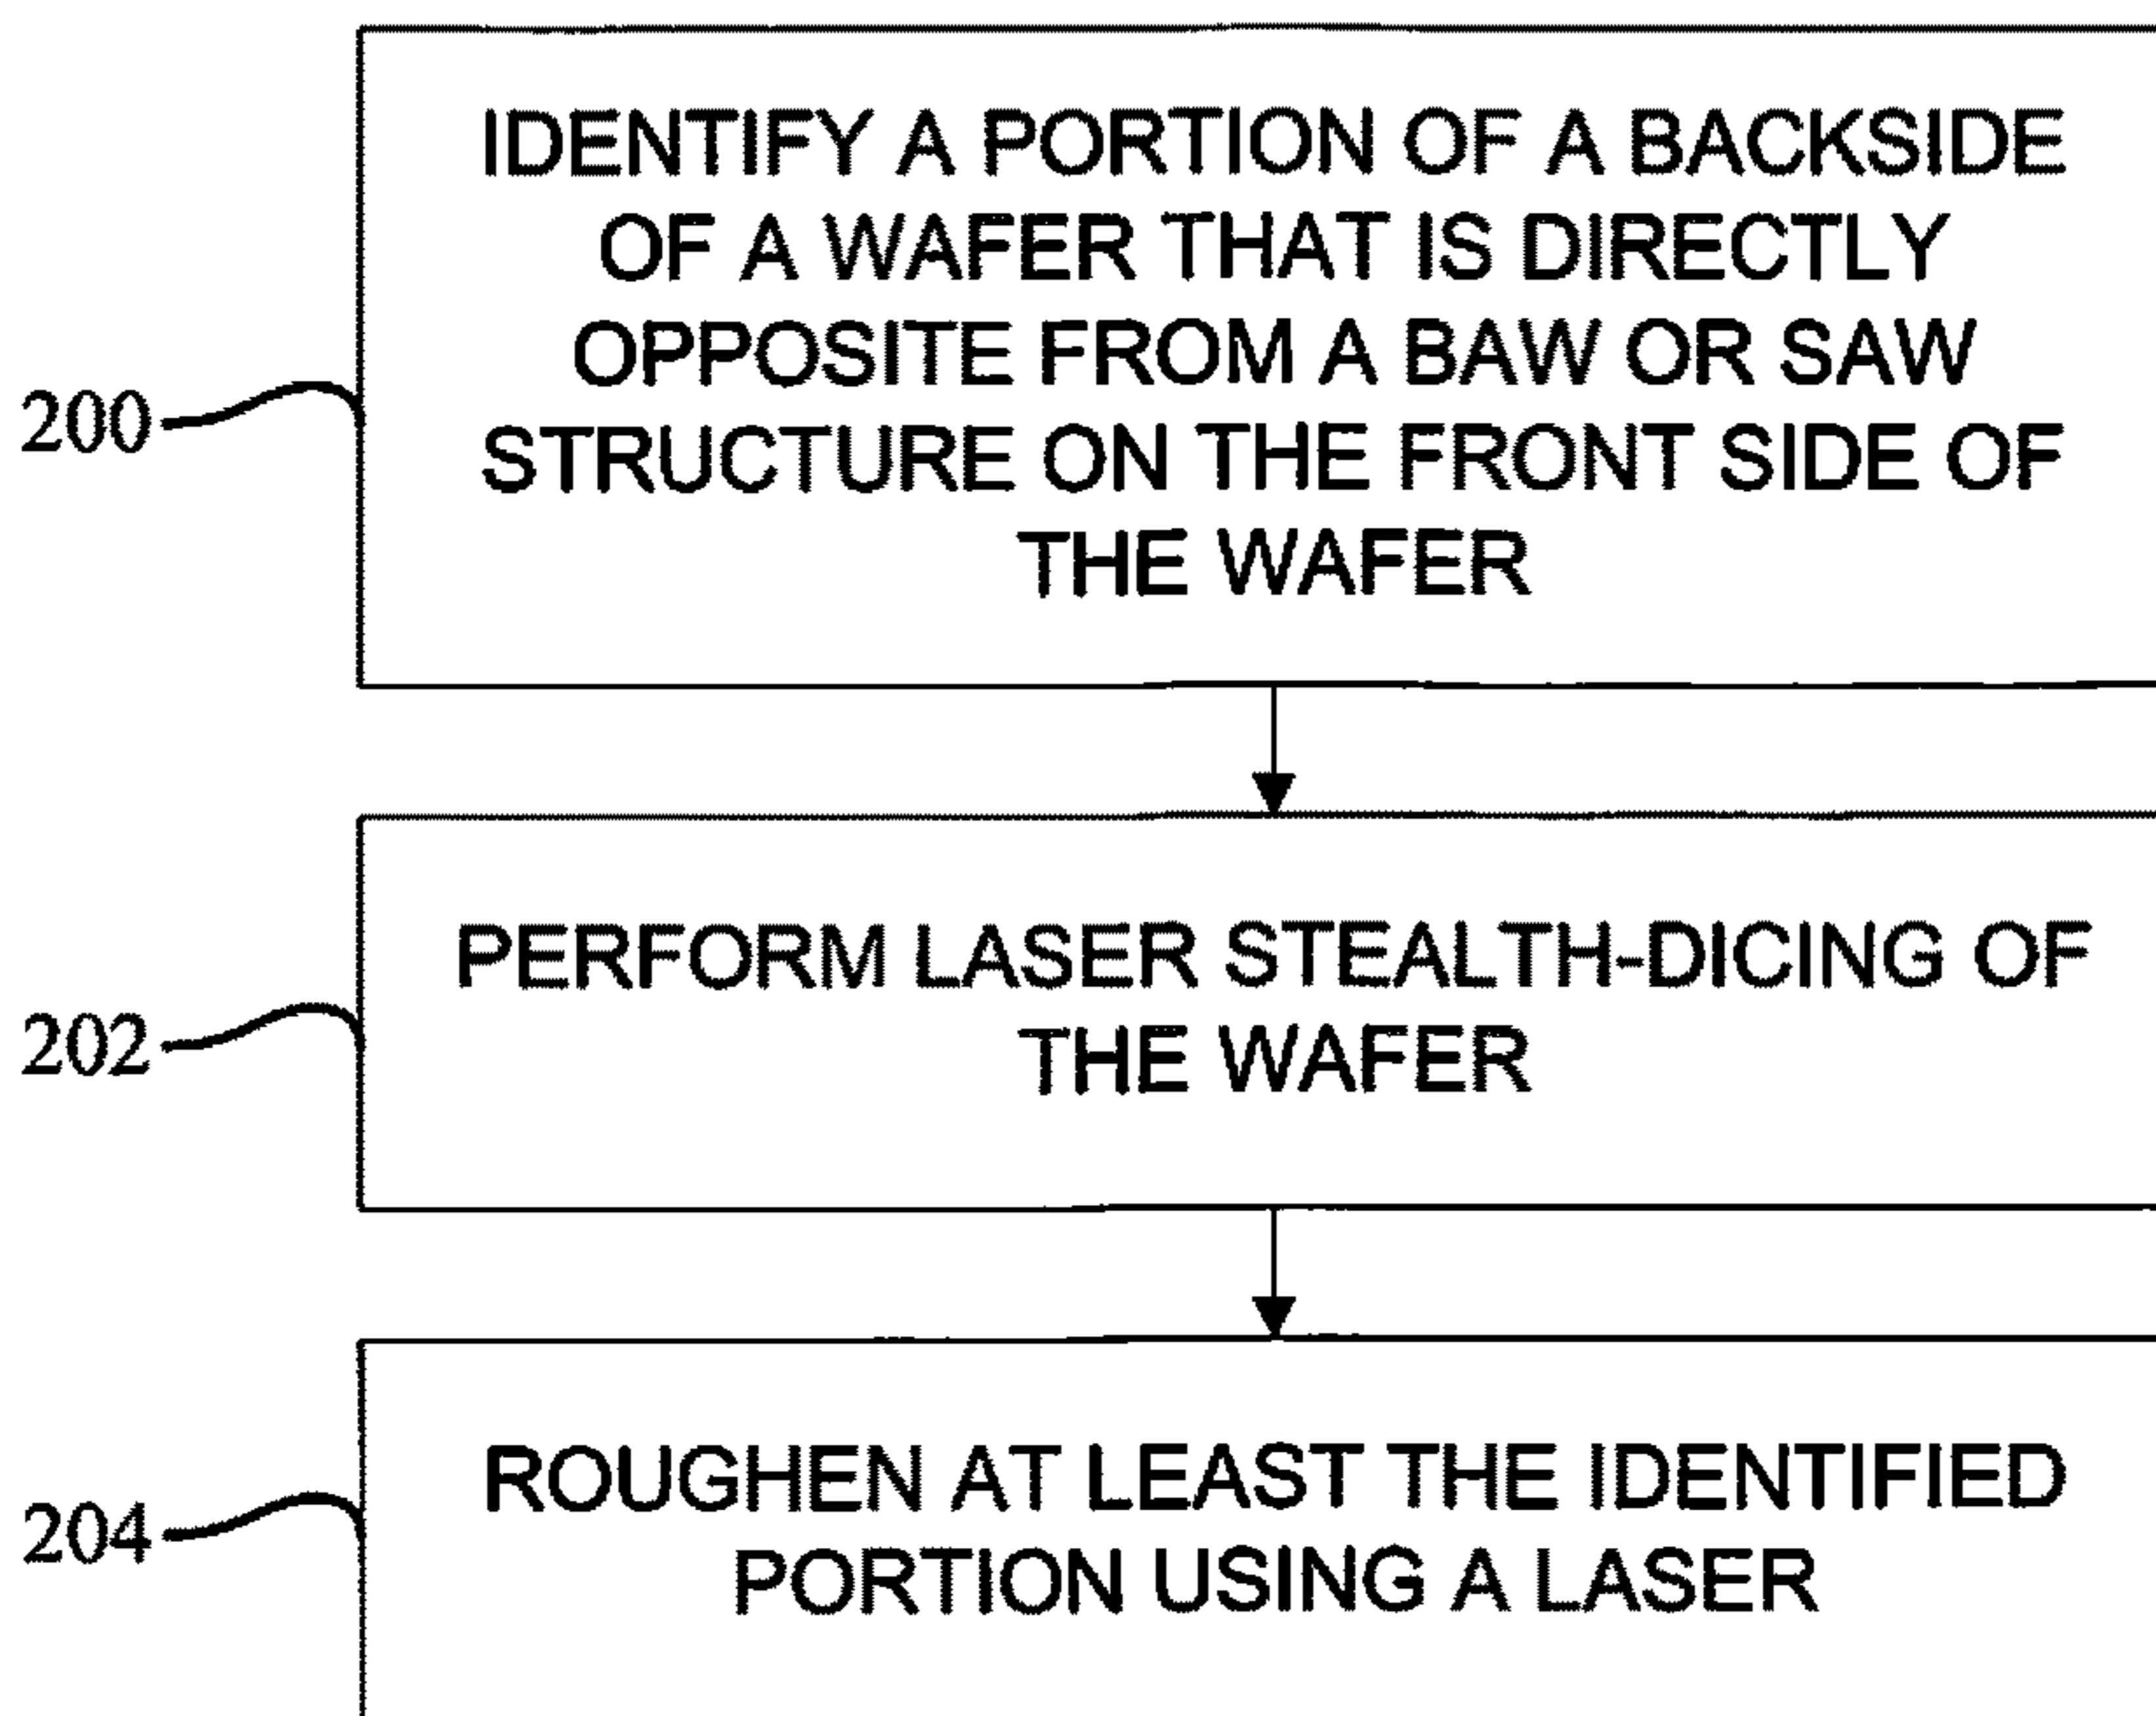 IDENTIFY A PORTION OF A BACKSIDE
OF A WAFER THAT IS DIRECTLY
OPPOSITE FROM A BAW OR SAW
200
STRUCTURE ON THE FRONT SIDE OF
THE WAFER
PERFORM LASER STEALTH-DICING OF
202
THE WAFER
ROUGHEN AT LEAST THE IDENTIFIED
204
PORTION USING A LASER